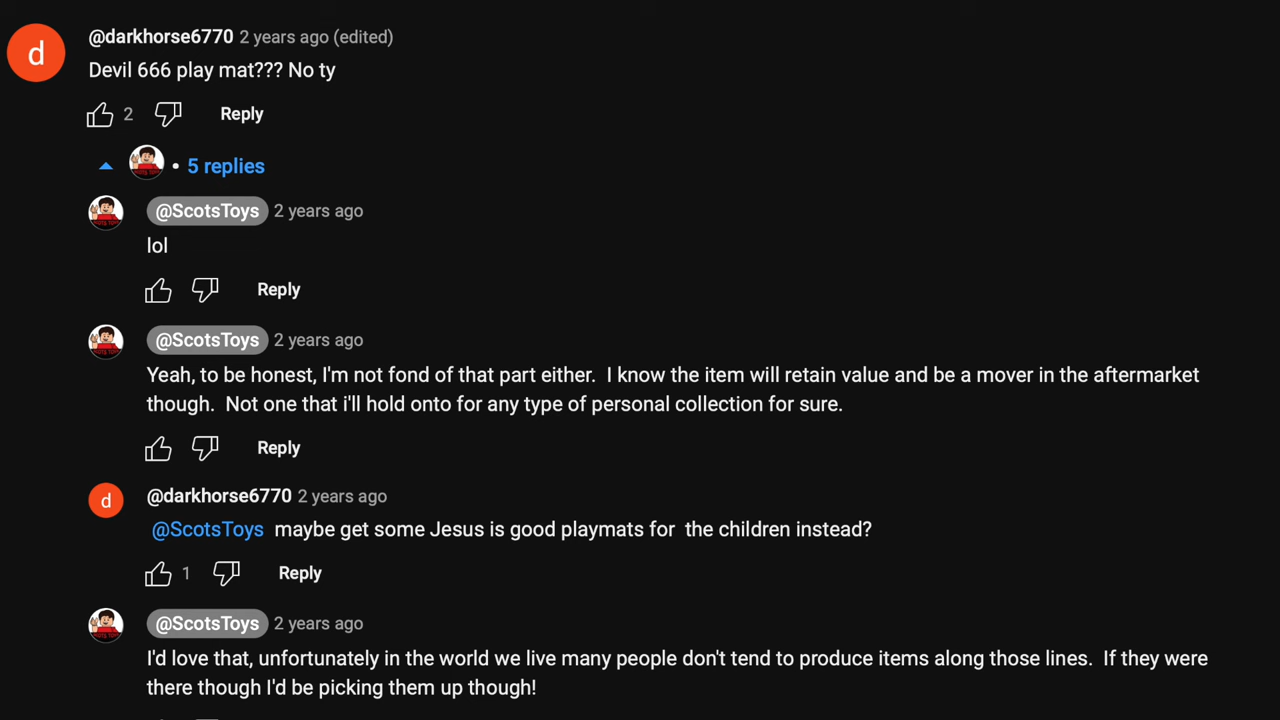 d
@darkhorse6770 2 years ago (edited)
Devil 666 play mat??? No ty
2 Reply
• 5 replies
@ScotsToys 2 years ago
lol
Reply
@ScotsToys 2 years ago
Yeah, to be honest, I'm not fond of that part either. I know the item will retain value and be a mover in the aftermarket
though. Not one that i'll hold onto for any type of personal collection for sure.
Reply
d @darkhorse6770 2 years ago
@ScotsToys maybe get some Jesus is good playmats for the children instead?
1 Reply
@ScotsToys 2 years ago
I'd love that, unfortunately in the world we live many people don't tend to produce items along those lines. If they were
there though I'd be picking them up though!